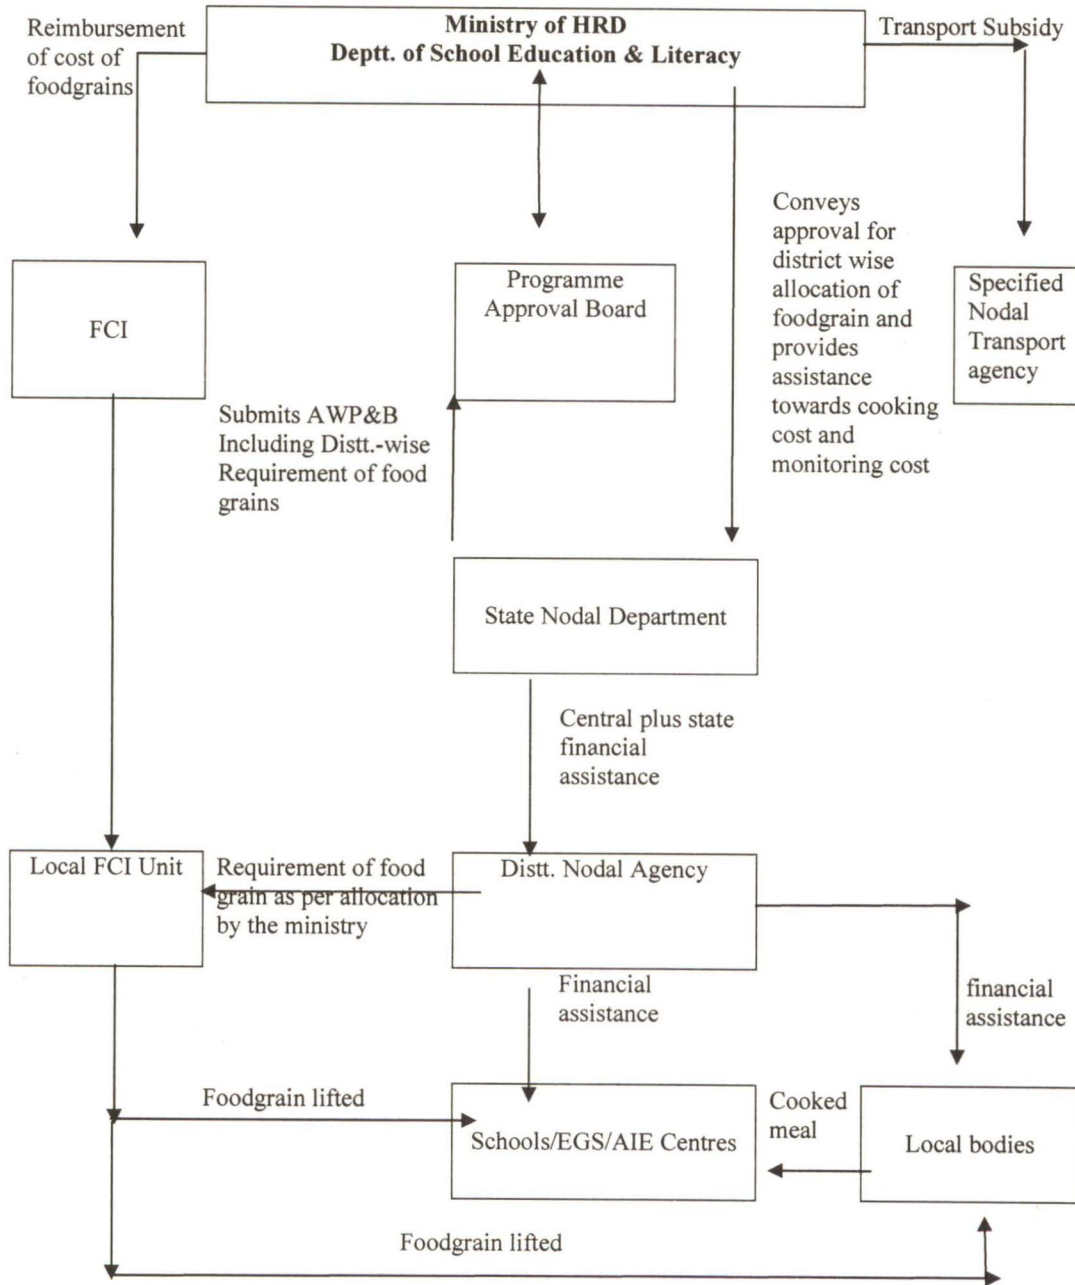 Reimbursement
of cost of
foodgrains
Ministry of HRD
Deptt. of School Education & Literacy
Transport Subsidy
Conveys
approval for
district wise
allocation of
foodgrain and
provides
assistance
towards cooking
cost and
monitoring cost
FCI
Programme
Approval Board
Specified
Nodal
Transport
agency
Submits AWP&B
Including Distt.-wise
Requirement of food
grains
State Nodal Department
Central plus state
financial
assistance
Local FCI Unit
Requirement of food
grain as per allocation
by the ministry
Distt. Nodal Agency
Financial
assistance
financial
assistance
Foodgrain lifted
Schools/EGS/AIE Centres
Cooked
meal
Local bodies
Foodgrain lifted